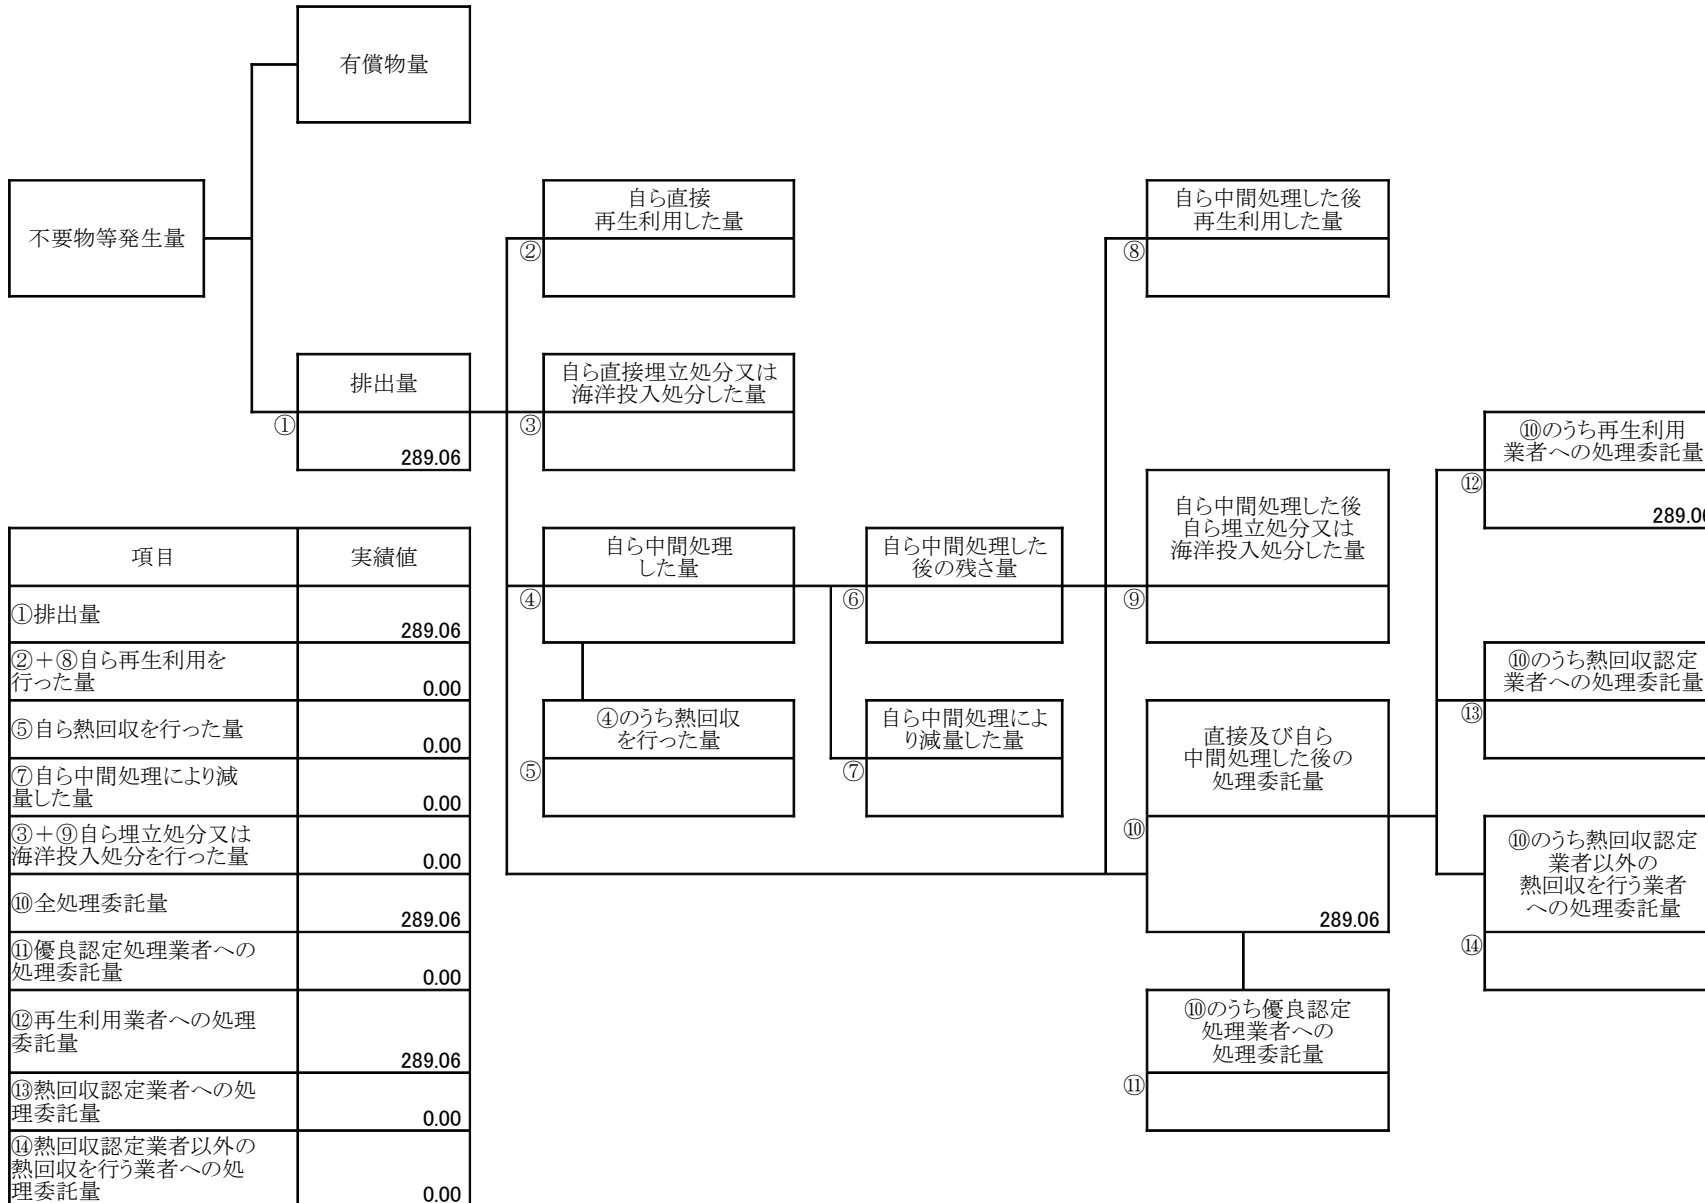 有償物量
不要物等発生量
自ら直接
再生利用した量
②
自ら中間処理した後
再生利用した量
⑧
排出量
①
289.06
自ら直接埋立処分又は
海洋投入処分した量
③
⑩のうち再生利用
業者への処理委託量
⑫
289.06
自ら中間処理した後
自ら埋立処分又は
海洋投入処分した量
⑨
自ら中間処理
した量
④
自ら中間処理した
後の残さ量
⑥
⑩のうち熱回収認定
業者への処理委託量
⑬
④のうち熱回収
を行った量
⑤
自ら中間処理によ
り減量した量
⑦
直接及び自ら
中間処理した後の
処理委託量
⑩
289.06
⑩のうち熱回収認定
業者以外の
熱回収を行う業者
への処理委託量
⑭
⑩のうち優良認定
処理業者への
処理委託量
⑪
項目 実績値
①排出量 289.06
②＋⑧自ら再生利用を
行った量 0.00
⑤自ら熱回収を行った量 0.00
⑦自ら中間処理により減
量した量 0.00
③＋⑨自ら埋立処分又は
海洋投入処分を行った量 0.00
⑩全処理委託量 289.06
⑪優良認定処理業者への
処理委託量 0.00
⑫再生利用業者への処理
委託量 289.06
⑬熱回収認定業者への処
理委託量 0.00
⑭熱回収認定業者以外の
熱回収を行う業者への処
理委託量 0.00